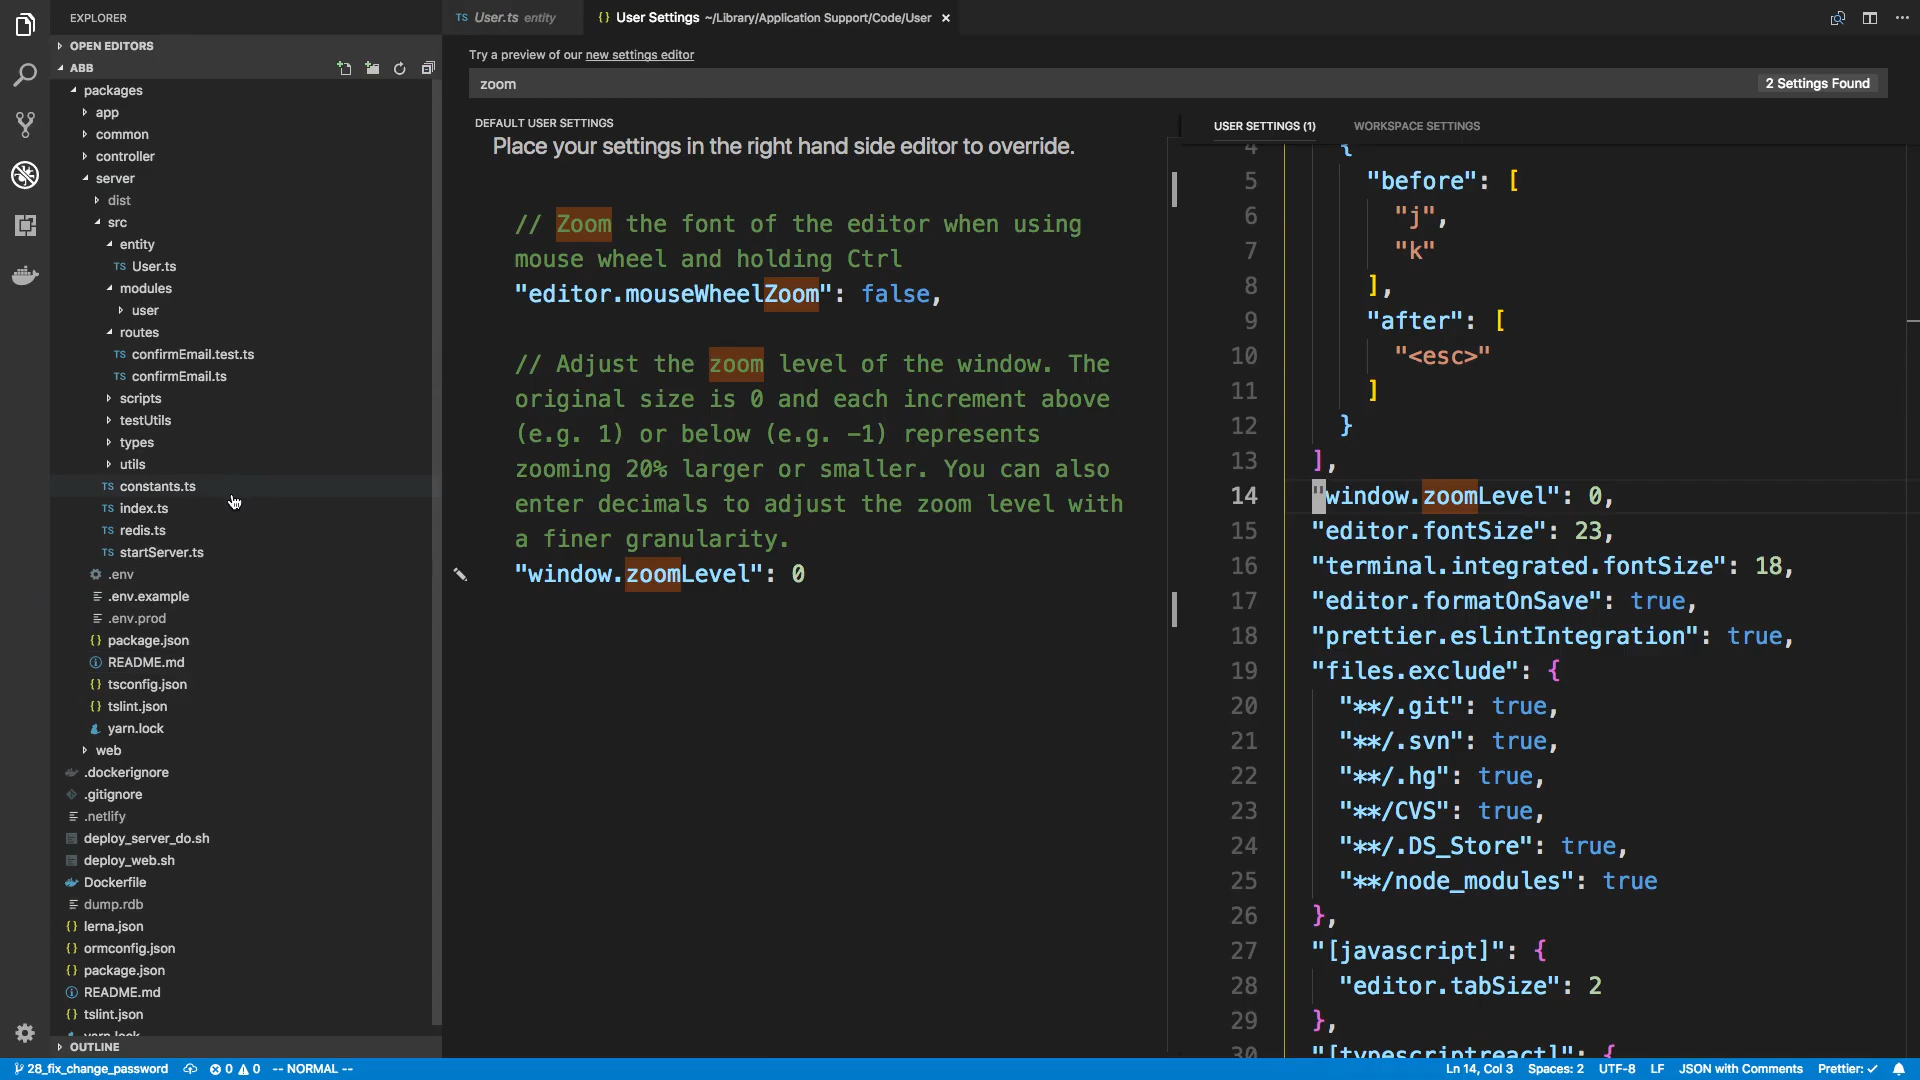 EXPLORER
OPEN EDITORS
ABB
packages
app
common
controller
server
dist
src
entity
TS User.ts
modules
user
routes
TS confirmEmail.test.ts
TS confirmEmail.ts
scripts
testUtils
types
utils
TS constants.ts
TS index.ts
TS redis.ts
TS startServer.ts
.env
.env.example
.env.prod
{} package.json
README.md
{} tsconfig.json
{} tslint.json
yarn.lock
web
.dockerignore
.gitignore
.netlify
deploy_server_do.sh
deploy_web.sh
Dockerfile
dump.rdb
{} lerna.json
{} ormconfig.json
{} package.json
README.md
{} tslint.json
yarn.lock
OUTLINE
TS User.ts entity
{} User Settings ~/Library/Application Support/Code/User ×
Try a preview of our new settings editor
zoom
2 Settings Found
DEFAULT USER SETTINGS
Place your settings in the right hand side editor to override.
// Zoom the font of the editor when using
mouse wheel and holding Ctrl
"editor.mouseWheelZoom": false,
// Adjust the zoom level of the window. The
original size is 0 and each increment above
(e.g. 1) or below (e.g. -1) represents
zooming 20% larger or smaller. You can also
enter decimals to adjust the zoom level with
a finer granularity.
"window.zoomLevel": 0
USER SETTINGS (1)
WORKSPACE SETTINGS
4 {
5 "before": [
6 "j",
7 "k"
8 ],
9 "after": [
10 "<esc>"
11 ]
12 }
13 ],
14 "window.zoomLevel": 0,
15 "editor.fontSize": 23,
16 "terminal.integrated.fontSize": 18,
17 "editor.formatOnSave": true,
18 "prettier.eslintIntegration": true,
19 "files.exclude": {
20 "**/.git": true,
21 "**/.svn": true,
22 "**/.hg": true,
23 "**/CVS": true,
24 "**/.DS_Store": true,
25 "**/node_modules": true
26 },
27 "[javascript]": {
28 "editor.tabSize": 2
29 },
30 "[typescriptreact]": {
28_fix_change_password
0
0
-- NORMAL --
Ln 14, Col 3
Spaces: 2
UTF-8
LF
JSON with Comments
Prettier: ✓